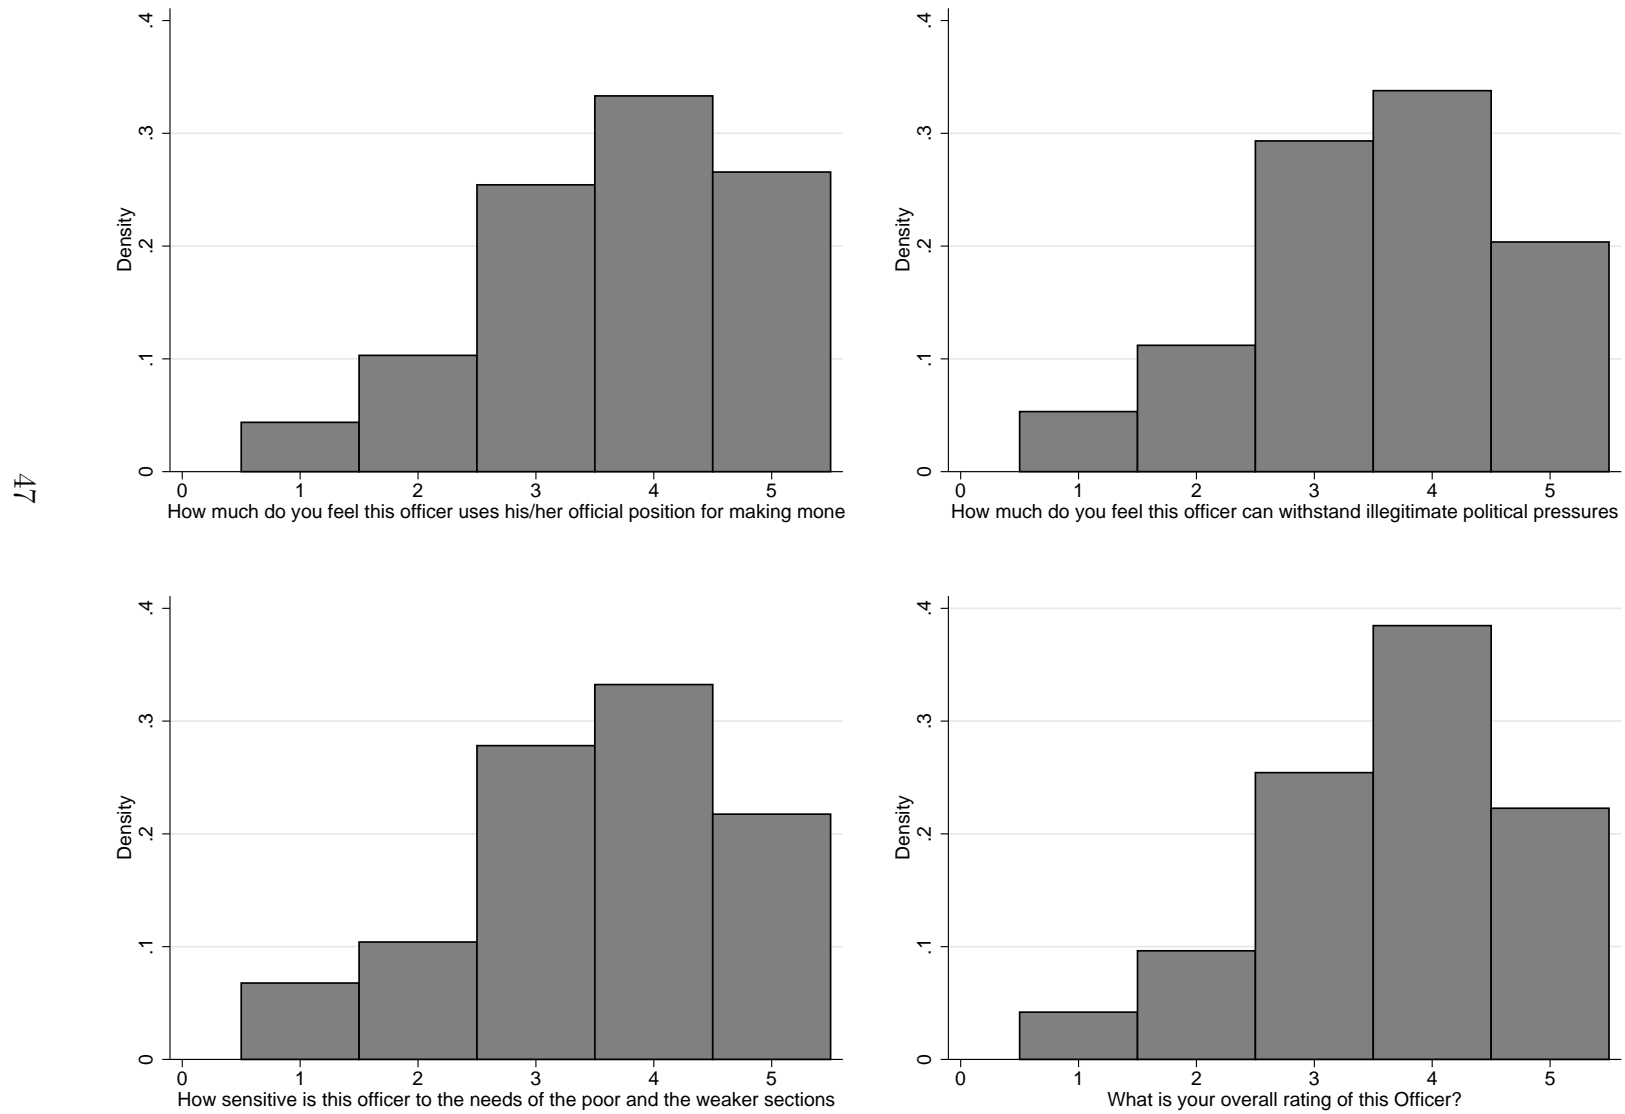 .4
.3
.2
.1
0
Density
0 1 2 3 4 5
How much do you feel this officer uses his/her official position for making mone
.4
.3
.2
.1
0
Density
0 1 2 3 4 5
How much do you feel this officer can withstand illegitimate political pressures
47
.4
.3
.2
.1
0
Density
0 1 2 3 4 5
How sensitive is this officer to the needs of the poor and the weaker sections
.4
.3
.2
.1
0
Density
0 1 2 3 4 5
What is your overall rating of this Officer?